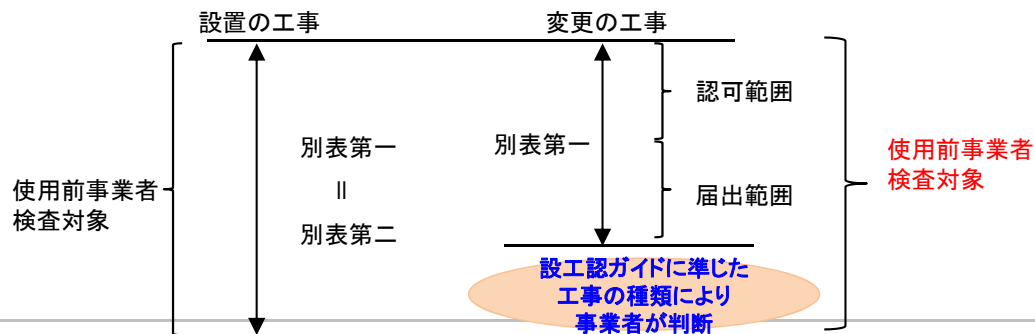 設置の工事
変更の工事
認可範囲
別表第一
||
別表第二
別表第一
届出範囲
使用前事業者
検査対象
使用前事業者
検査対象
設工認ガイドに準じた
工事の種類により
事業者が判断